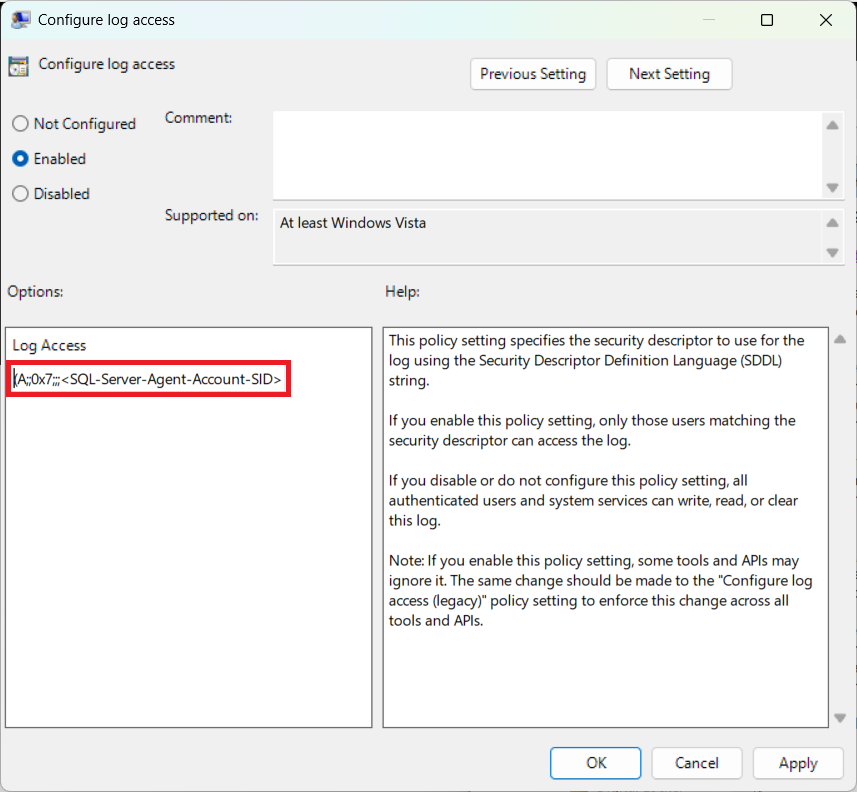 Configure log access
Configure log access
Previous Setting
Next Setting
Not Configured
Enabled
Disabled
Comment:
Supported on:
At least Windows Vista
Options:
Help:
Log Access
(A;;0x7;;;<SQL-Server-Agent-Account-SID>
This policy setting specifies the security descriptor to use for the
log using the Security Descriptor Definition Language (SDDL)
string.
If you enable this policy setting, only those users matching the
security descriptor can access the log.
If you disable or do not configure this policy setting, all
authenticated users and system services can write, read, or clear
this log.
Note: If you enable this policy setting, some tools and APIs may
ignore it. The same change should be made to the "Configure log
access (legacy)" policy setting to enforce this change across all
tools and APIs.
OK
Cancel
Apply